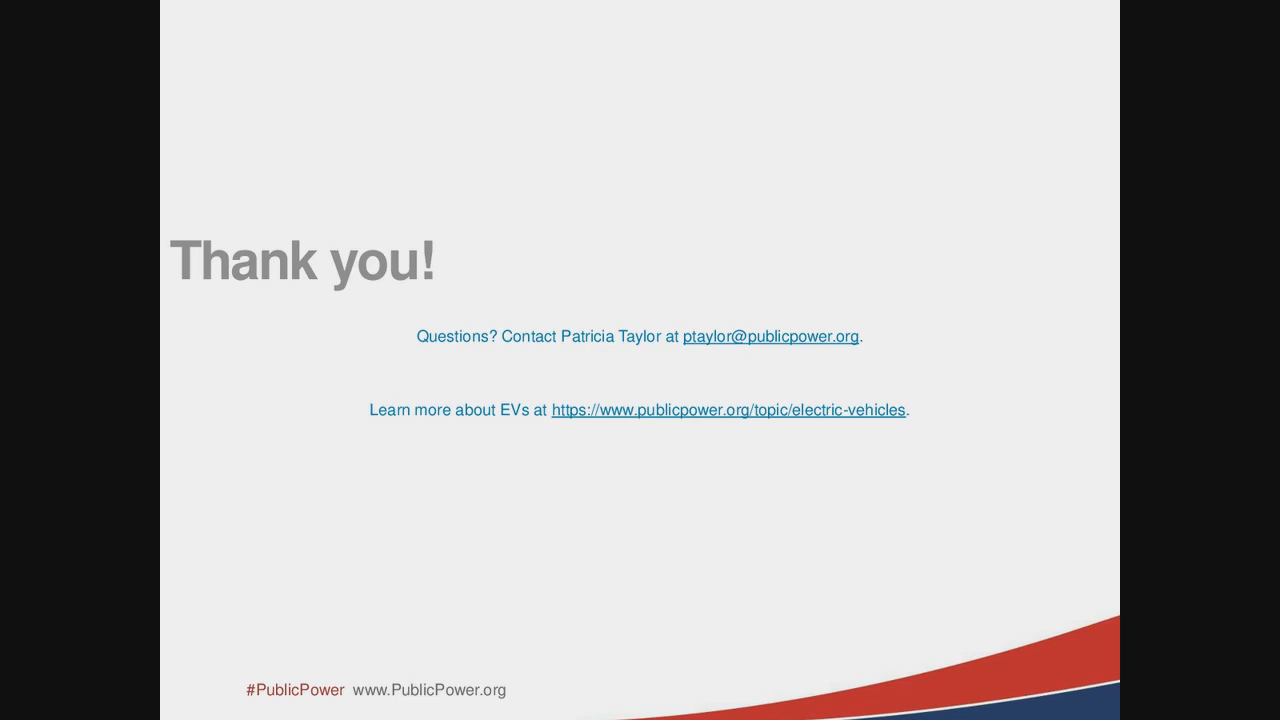 Thank you!
Questions? Contact Patricia Taylor at ptaylor@publicpower.org.
Learn more about EVs at https://www.publicpower.org/topic/electric-vehicles.
#PublicPower www.PublicPower.org